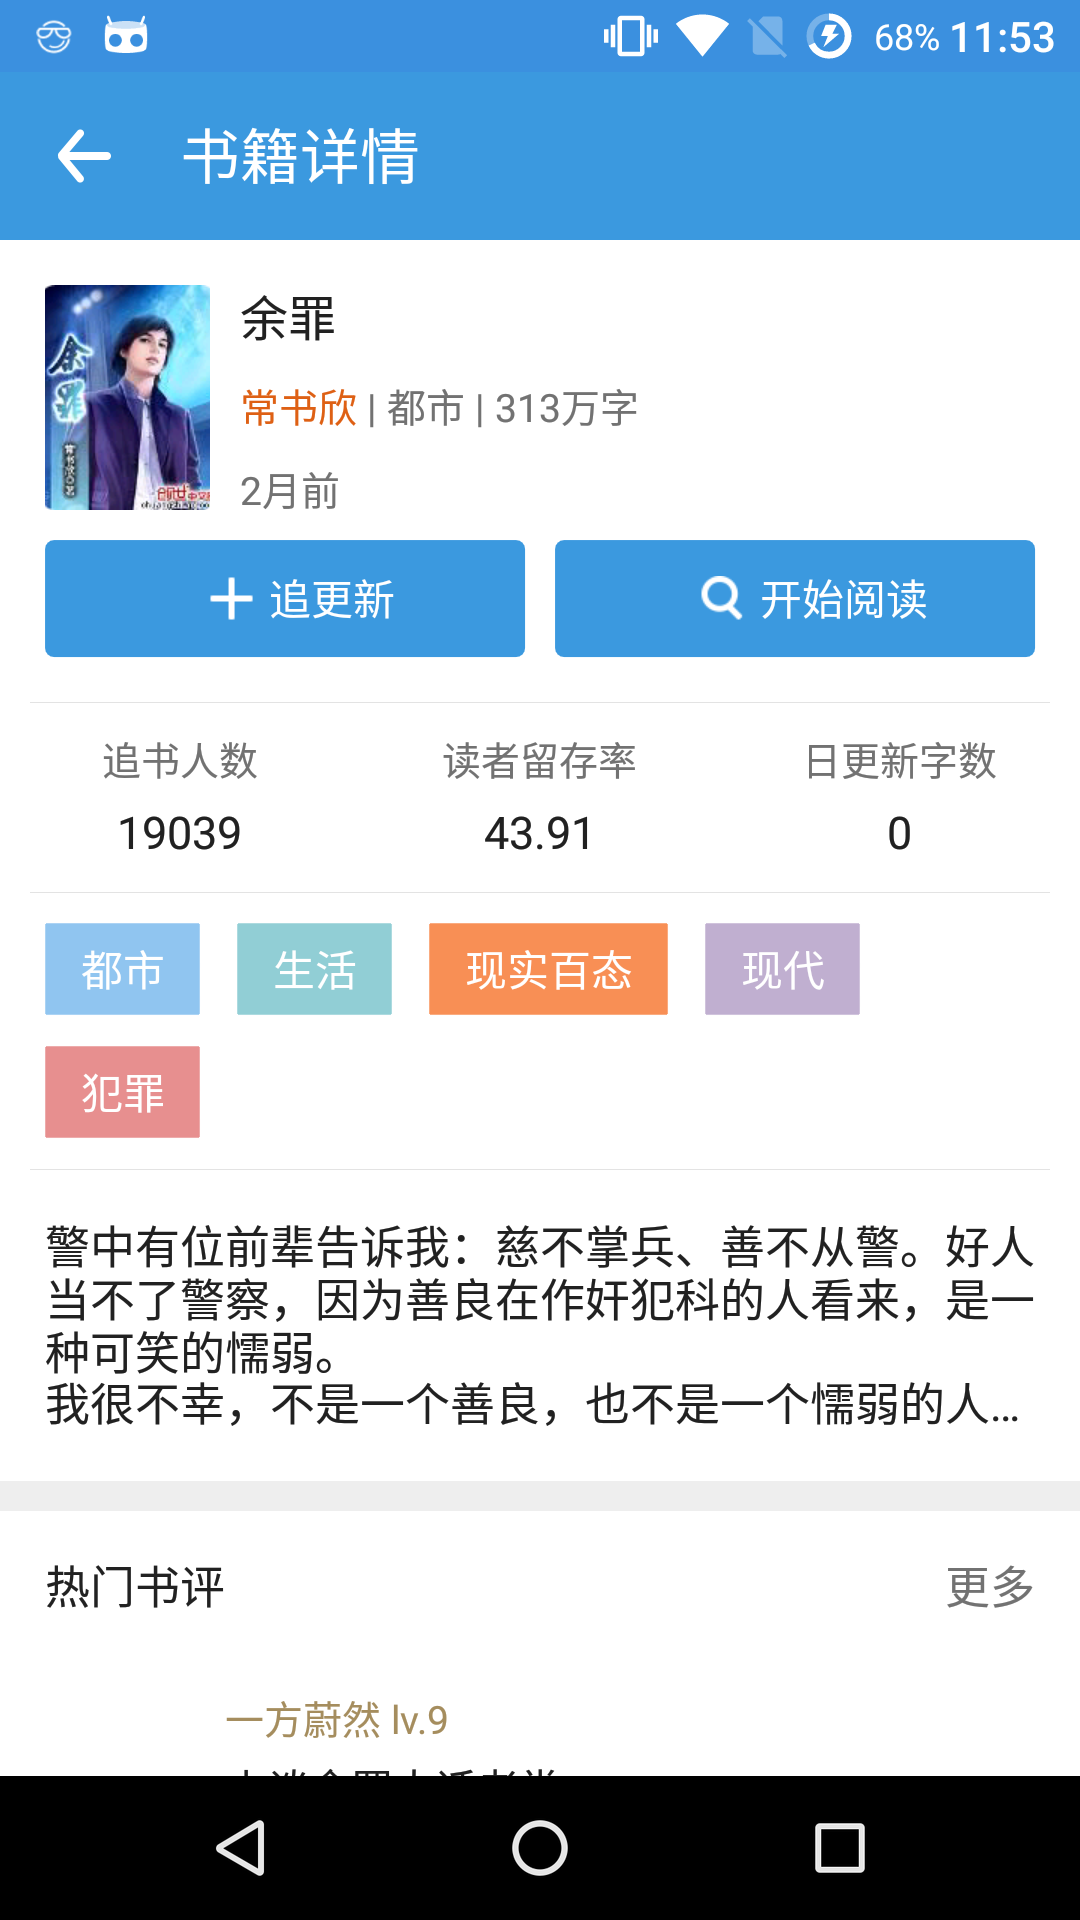 68% 11:53
书籍详情
余罪
余罪
常书欣 | 都市 | 313万字
2月前
追更新
开始阅读
追书人数 读者留存率 日更新字数
19039 43.91 0
都市 生活 现实百态 现代
犯罪
警中有位前辈告诉我：慈不掌兵、善不从警。好人
当不了警察，因为善良在作奸犯科的人看来，是一
种可笑的懦弱。
我很不幸，不是一个善良，也不是一个懦弱的人...
热门书评 更多
一方蔚然 lv.9